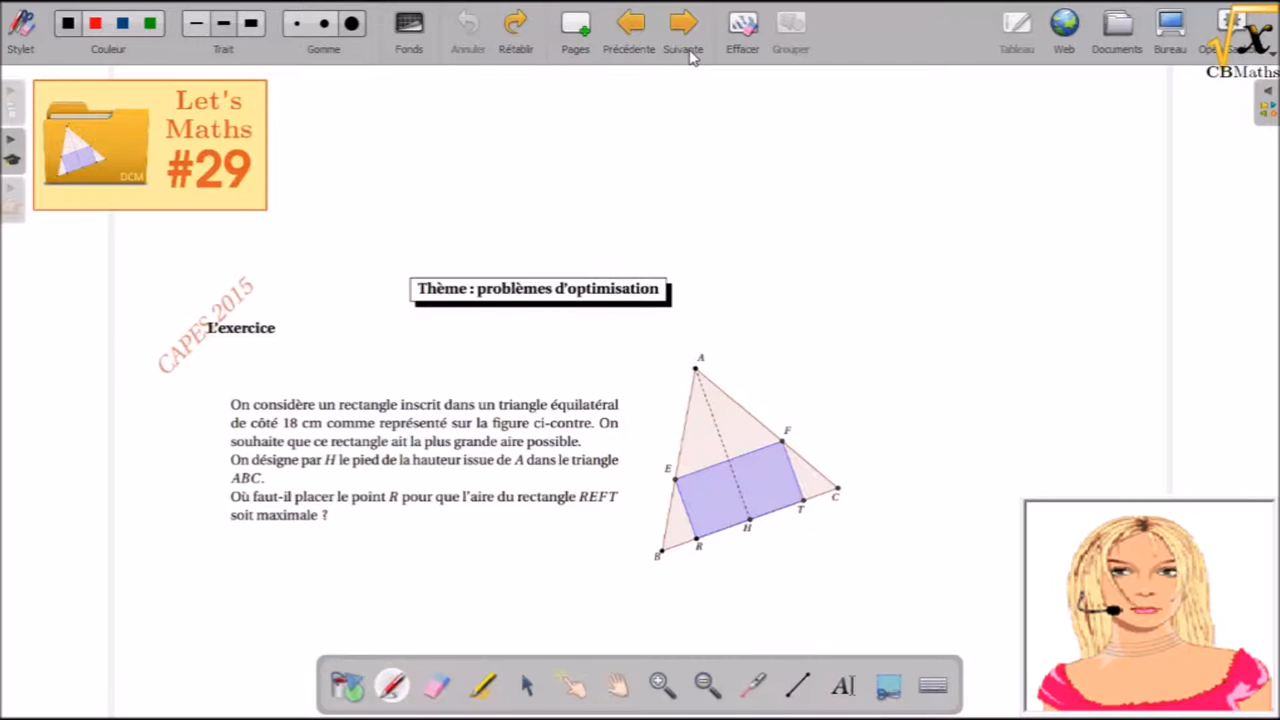 Stylet
Couleur
Trait
Gomme
Fonds
Annuler
Rétablir
Pages
Précédente
Suivante
Effacer
Grouper
Tableau
Web
Documents
Bureau
CBMaths
Let's
Maths
#29
DCM
Thème : problèmes d'optimisation
CAPES 2015
L'exercice
On considère un rectangle inscrit dans un triangle équilatéral
de côté 18 cm comme représenté sur la figure ci-contre. On
souhaite que ce rectangle ait la plus grande aire possible.
On désigne par H le pied de la hauteur issue de A dans le triangle
ABC.
Où faut-il placer le point R pour que l'aire du rectangle REFT
soit maximale ?
A
F
E
C
T
H
R
B